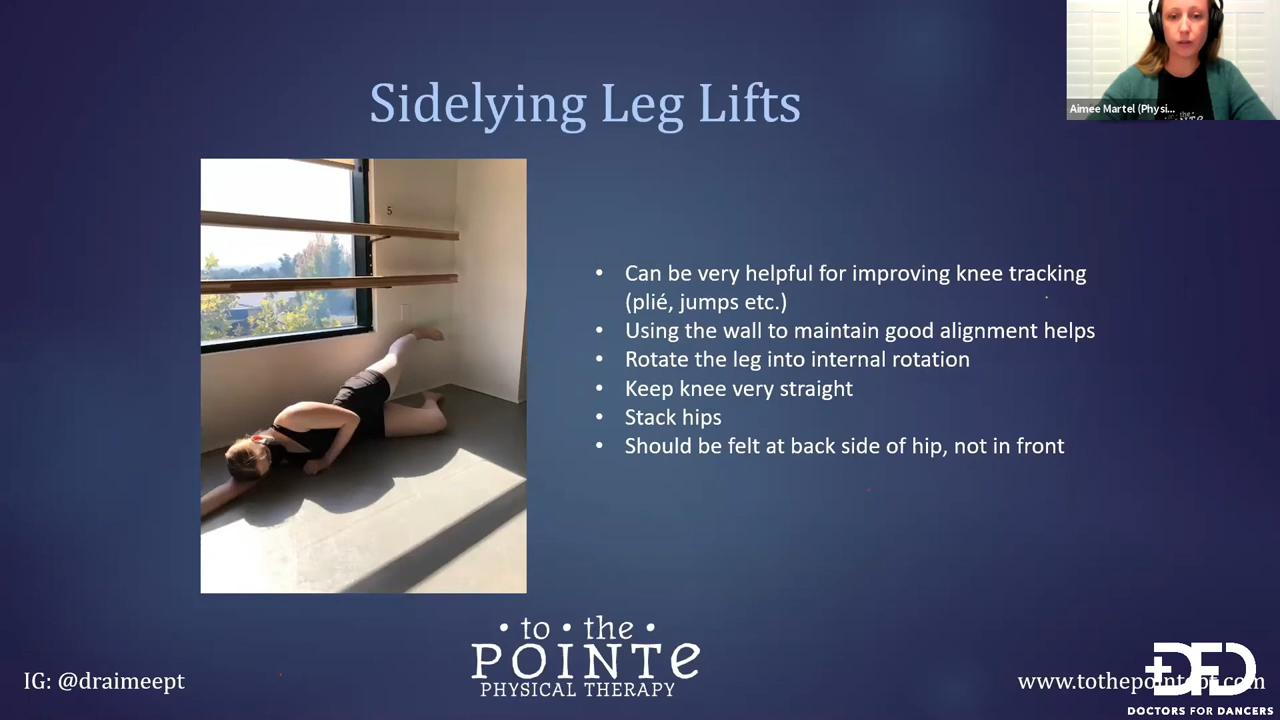 Sidelying Leg Lifts
Aimee Martel (Physi...
5
• Can be very helpful for improving knee tracking
(plié, jumps etc.)
• Using the wall to maintain good alignment helps
• Rotate the leg into internal rotation
• Keep knee very straight
• Stack hips
• Should be felt at back side of hip, not in front
• to • the •
POINTe
PHYSICAL THERAPY
IG: @draimeept
www.tothepointept.com
DFD
DOCTORS FOR DANCERS